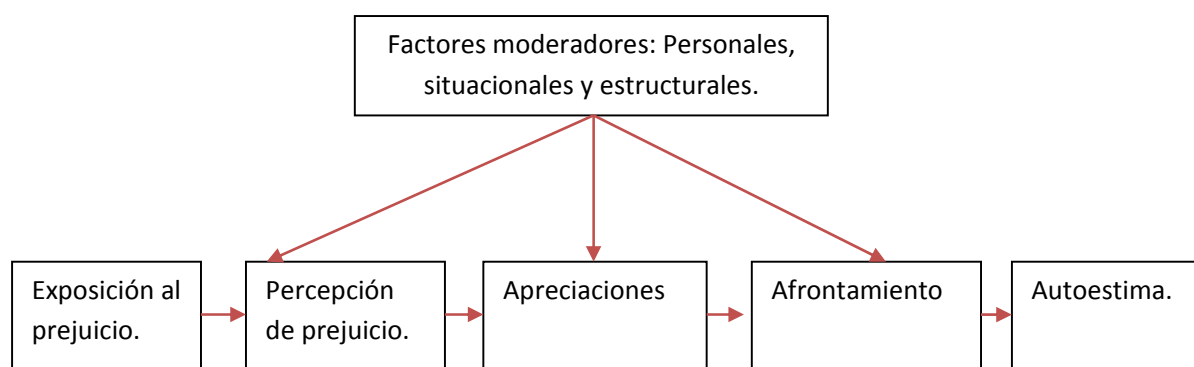 Factores moderadores: Personales,
situacionales y estructurales.
Exposición al
prejuicio.
Percepción
de prejuicio.
Apreciaciones
Afrontamiento
Autoestima.